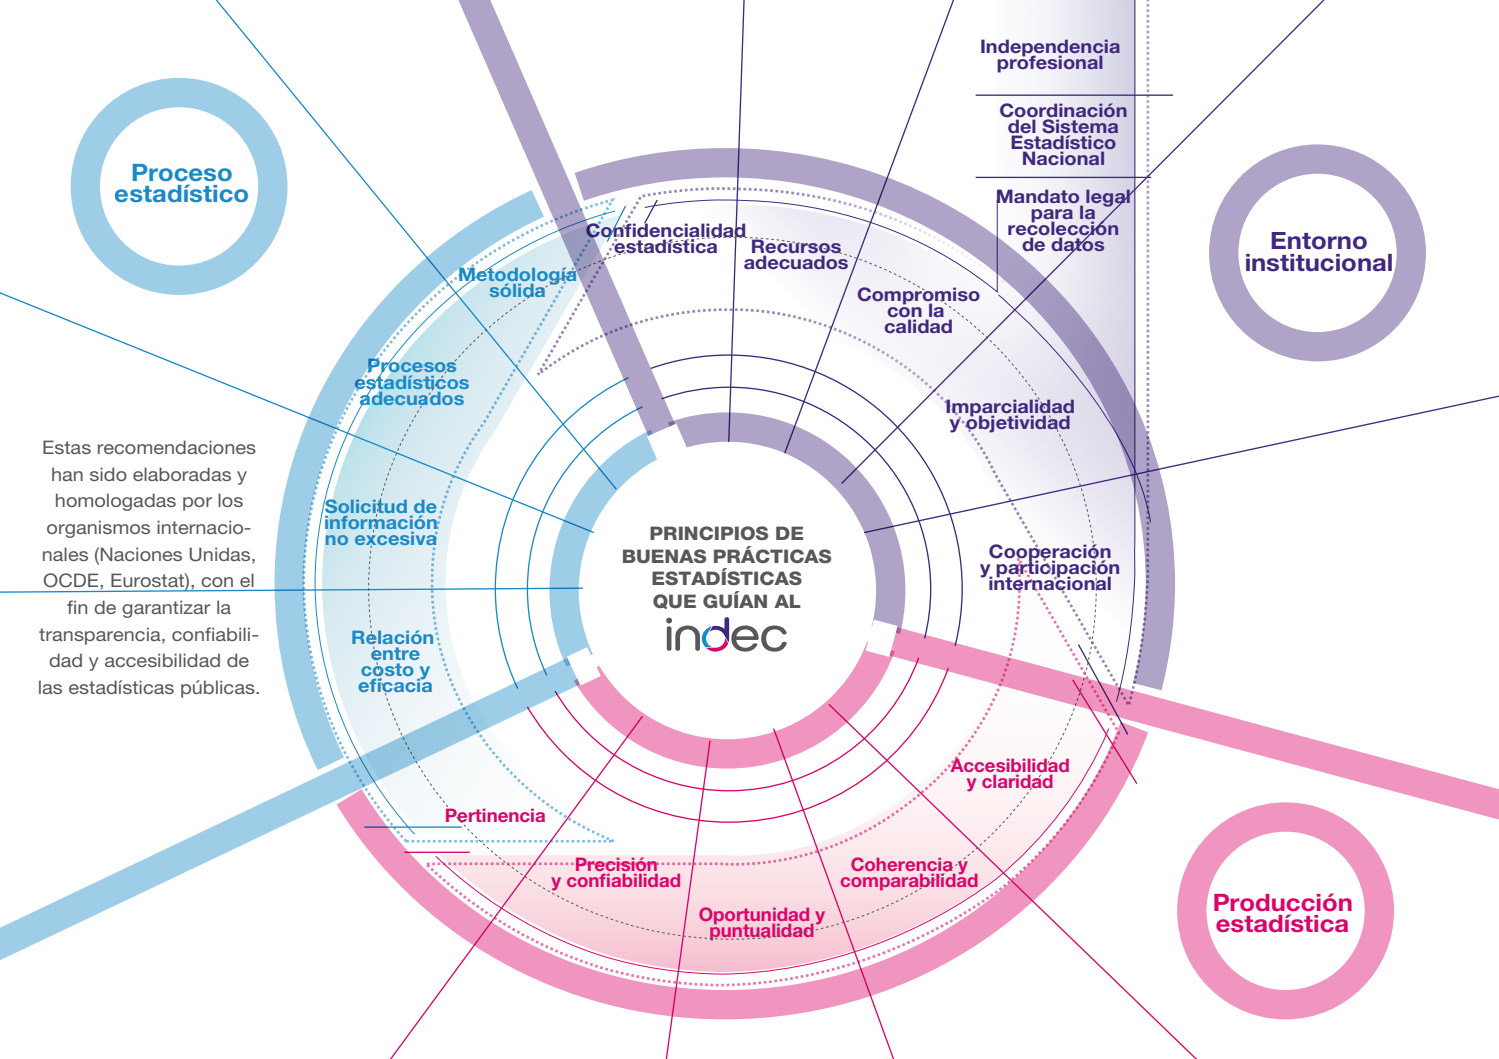 Proceso
estadístico
Independencia
profesional
Coordinación
del Sistema
Estadístico
Nacional
Mandato legal
para la
recolección
de datos
Entorno
institucional
Confidencialidad
estadística
Recursos
adecuados
Compromiso
con la
calidad
Imparcialidad
y objetividad
Cooperación
y participación
internacional
Metodología
sólida
Procesos
estadísticos
adecuados
Solicitud de
información
no excesiva
Relación
entre
costo y
eficacia
Estas recomendaciones
han sido elaboradas y
homologadas por los
organismos internacio-
nales (Naciones Unidas,
OCDE, Eurostat), con el
fin de garantizar la
transparencia, confiabili-
dad y accesibilidad de
las estadísticas públicas.
PRINCIPIOS DE
BUENAS PRÁCTICAS
ESTADÍSTICAS
QUE GUÍAN AL
indec
Pertinencia
Precisión
y confiabilidad
Oportunidad y
puntualidad
Coherencia y
comparabilidad
Accesibilidad
y claridad
Producción
estadística